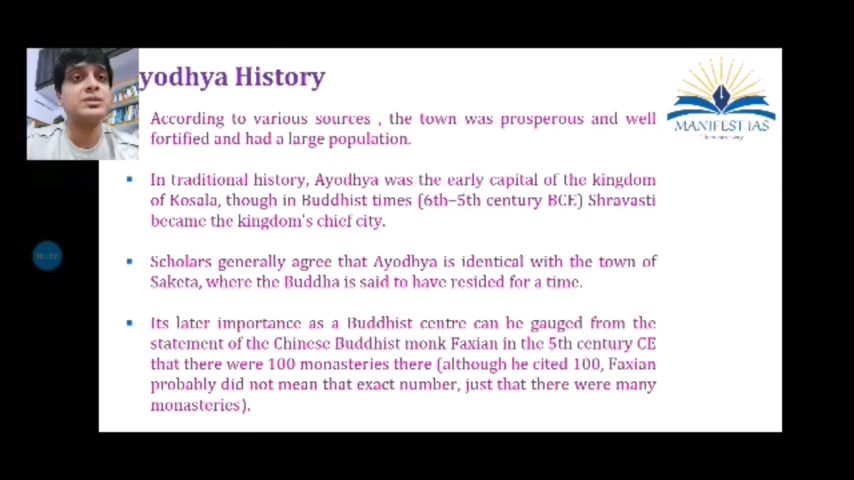 yodhya History
According to various sources , the town was prosperous and well
fortified and had a large population.
In traditional history, Ayodhya was the early capital of the kingdom
of Kosala, though in Buddhist times (6th–5th century BCE) Shravasti
became the kingdom's chief city.
Scholars generally agree that Ayodhya is identical with the town of
Saketa, where the Buddha is said to have resided for a time.
Its later importance as a Buddhist centre can be gauged from the
statement of the Chinese Buddhist monk Faxian in the 5th century CE
that there were 100 monasteries there (although he cited 100, Faxian
probably did not mean that exact number, just that there were many
monasteries).
MANIFEST IAS